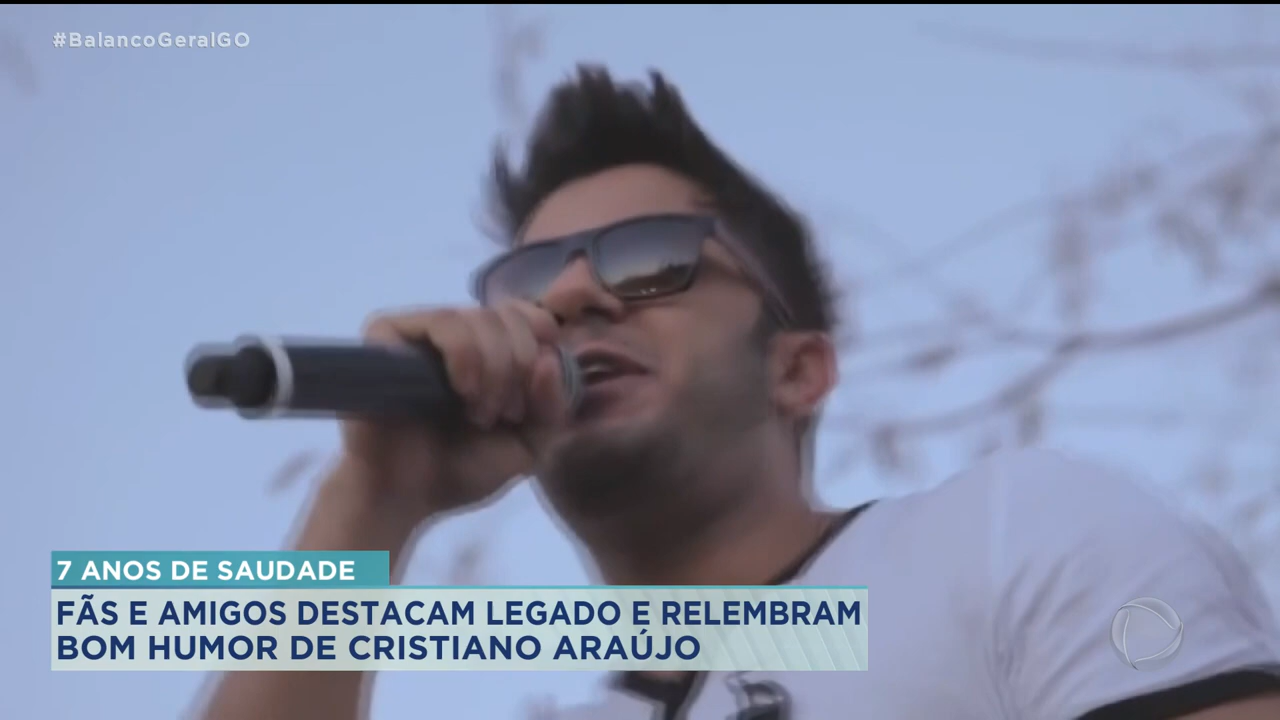 #BalancoGeralGO
7 ANOS DE SAUDADE
FÃS E AMIGOS DESTACAM LEGADO E RELEMBRAM
BOM HUMOR DE CRISTIANO ARAÚJO